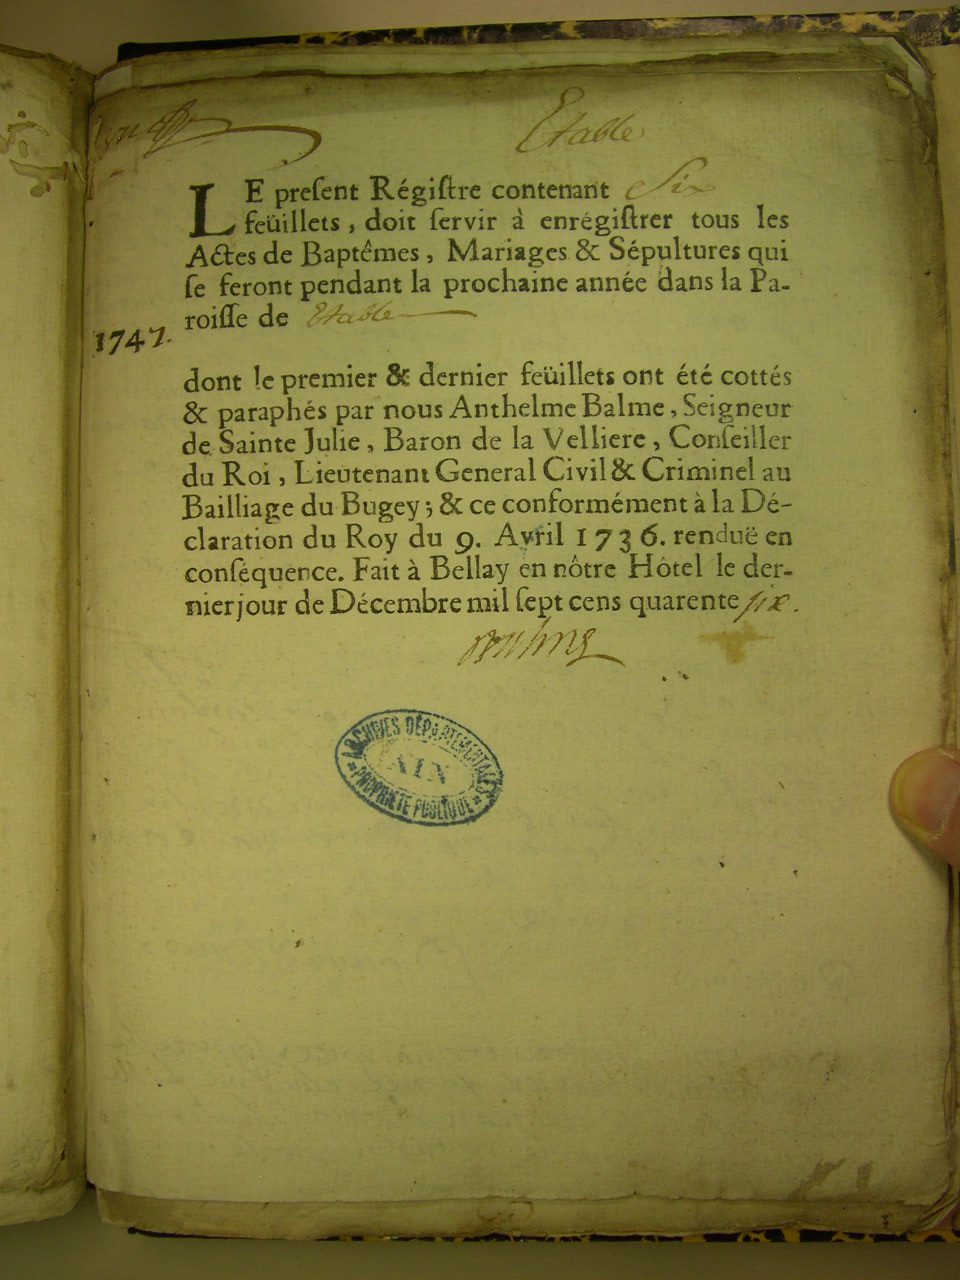 Etable
LE preſent Régiſtre contenant Six
feüillets, doit ſervir à enrégiſtrer tous les
Actes de Baptêmes, Mariages & Sépultures qui
ſe feront pendant la prochaine année dans la Pa-
roiſſe de Etable
1747.
dont le premier & dernier feüillets ont été cottés
& paraphés par nous Anthelme Balme, Seigneur
de Sainte Julie, Baron de la Velliere, Conſeiller
du Roi, Lieutenant General Civil & Criminel au
Bailliage du Bugey; & ce conformément à la Dé-
claration du Roy du 9. Avril 1736. renduë en
conſéquence. Fait à Bellay en nôtre Hôtel le der-
nier jour de Décembre mil ſept cens quarente ſix.
ARCHIVES DÉPARTEMENTALES
AIN
* PROPRIÉTÉ PUBLIQUE *